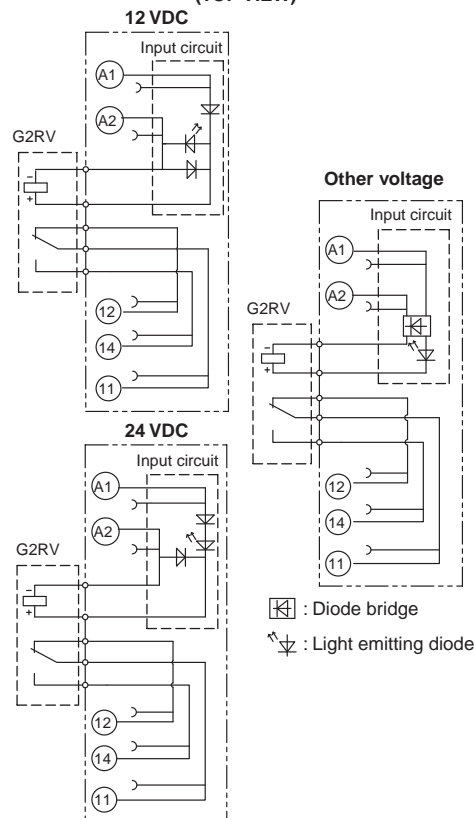 12 VDC
Input circuit
A1
A2
G2RV
–
+
12
14
11
24 VDC
Input circuit
A1
A2
G2RV
–
+
12
14
11
Other voltage
Input circuit
A1
A2
G2RV
–
+
12
14
11
: Diode bridge
: Light emitting diode